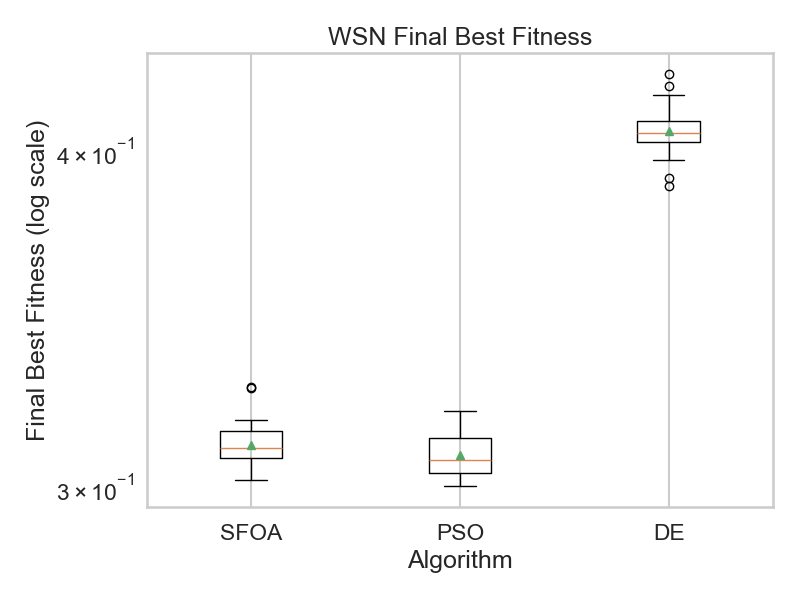 WSN Final Best Fitness
Final Best Fitness (log scale)
4 × 10⁻¹
3 × 10⁻¹
SFOA PSO DE
Algorithm